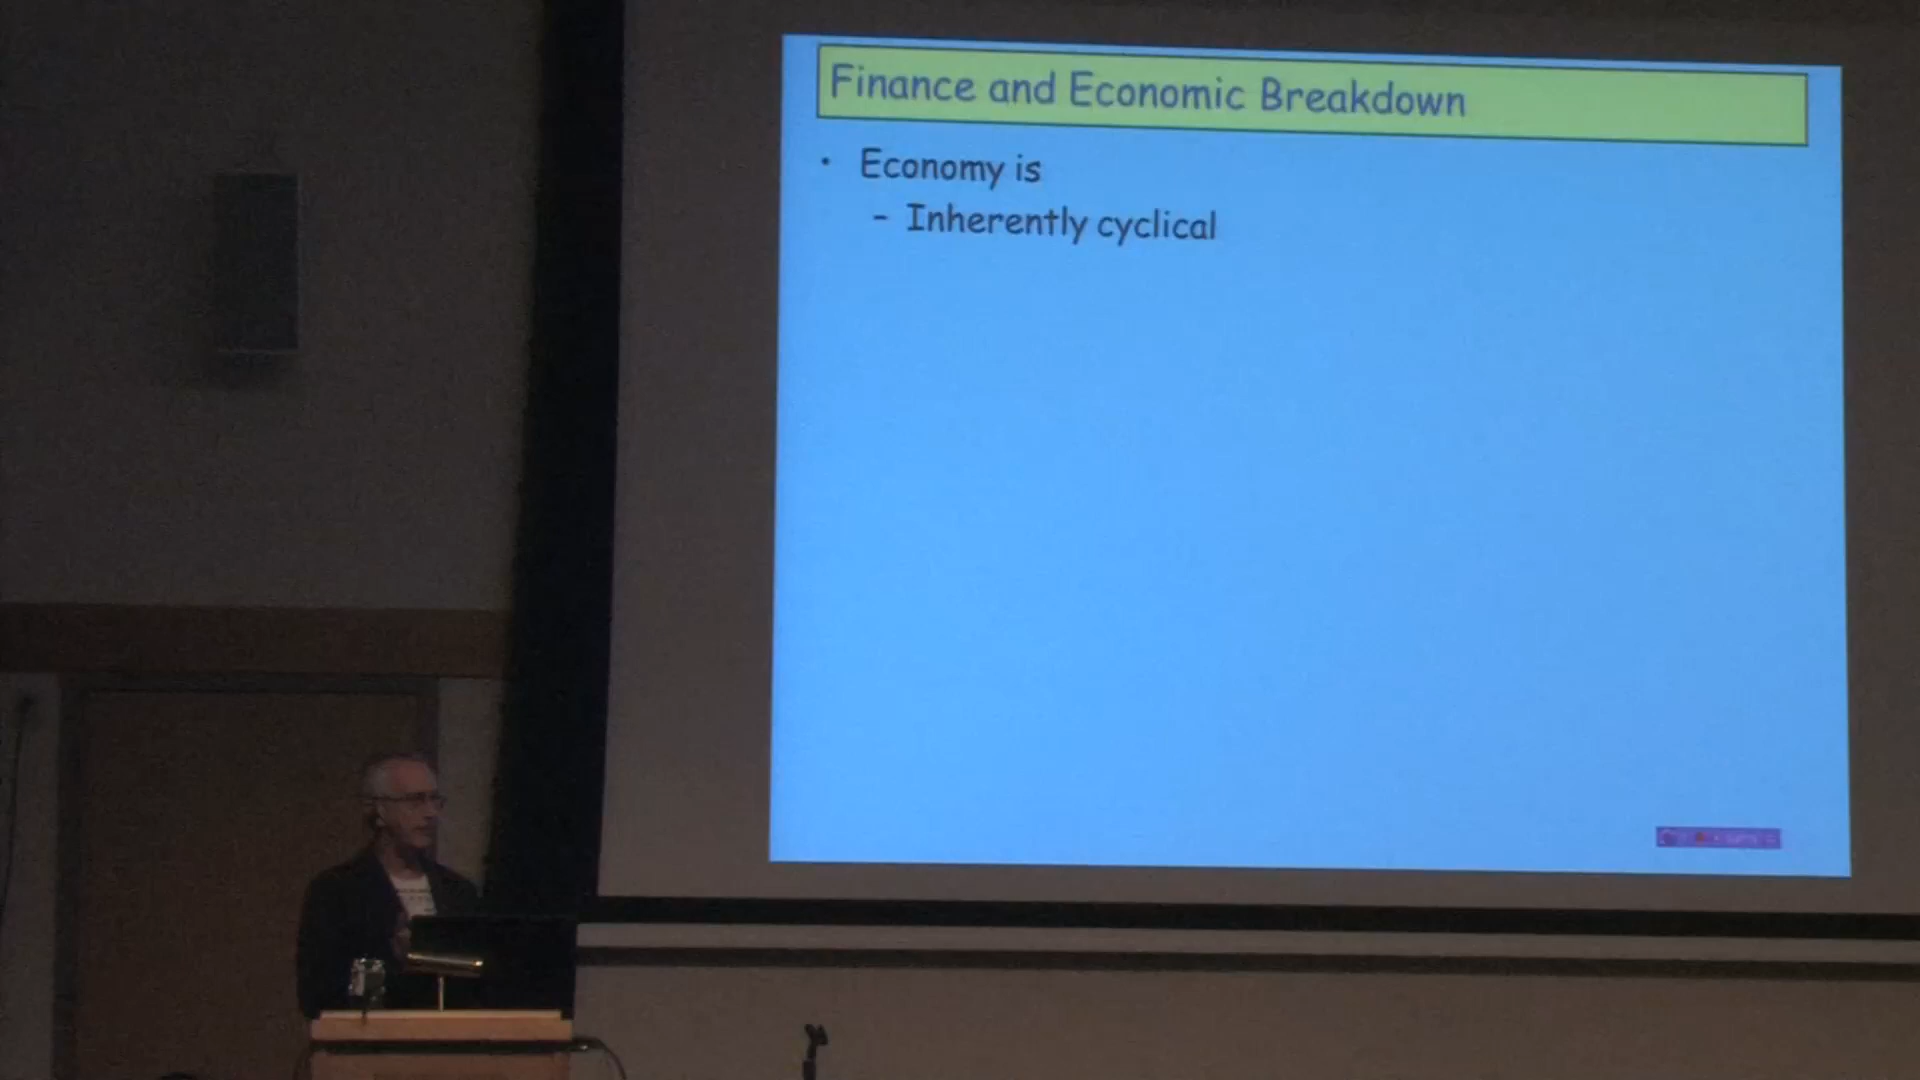 Finance and Economic Breakdown
• Economy is
– Inherently cyclical